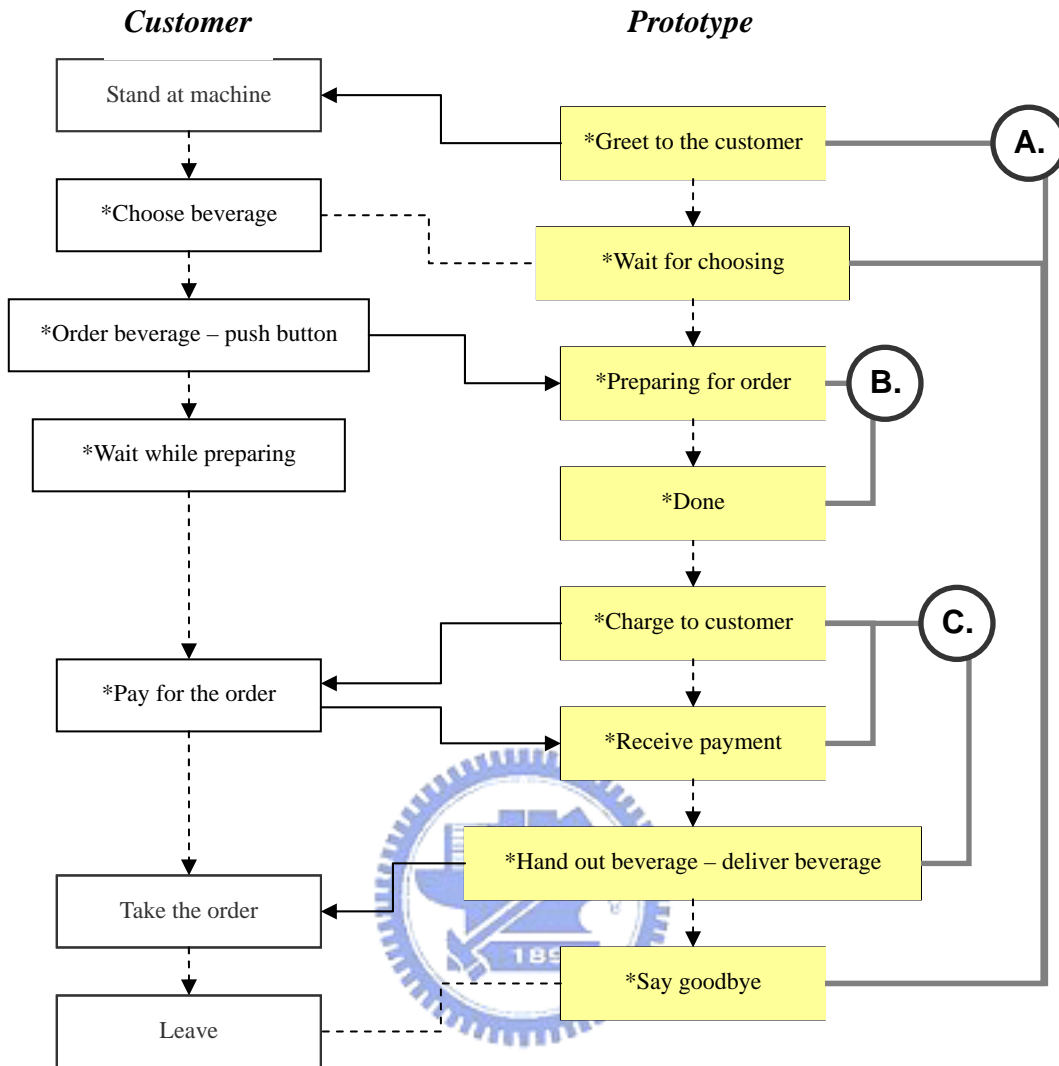 Customer
Prototype
Stand at machine
*Greet to the customer
A.
*Choose beverage
*Wait for choosing
*Order beverage – push button
*Preparing for order
B.
*Wait while preparing
*Done
*Charge to customer
C.
*Pay for the order
*Receive payment
*Hand out beverage – deliver beverage
Take the order
189
*Say goodbye
Leave